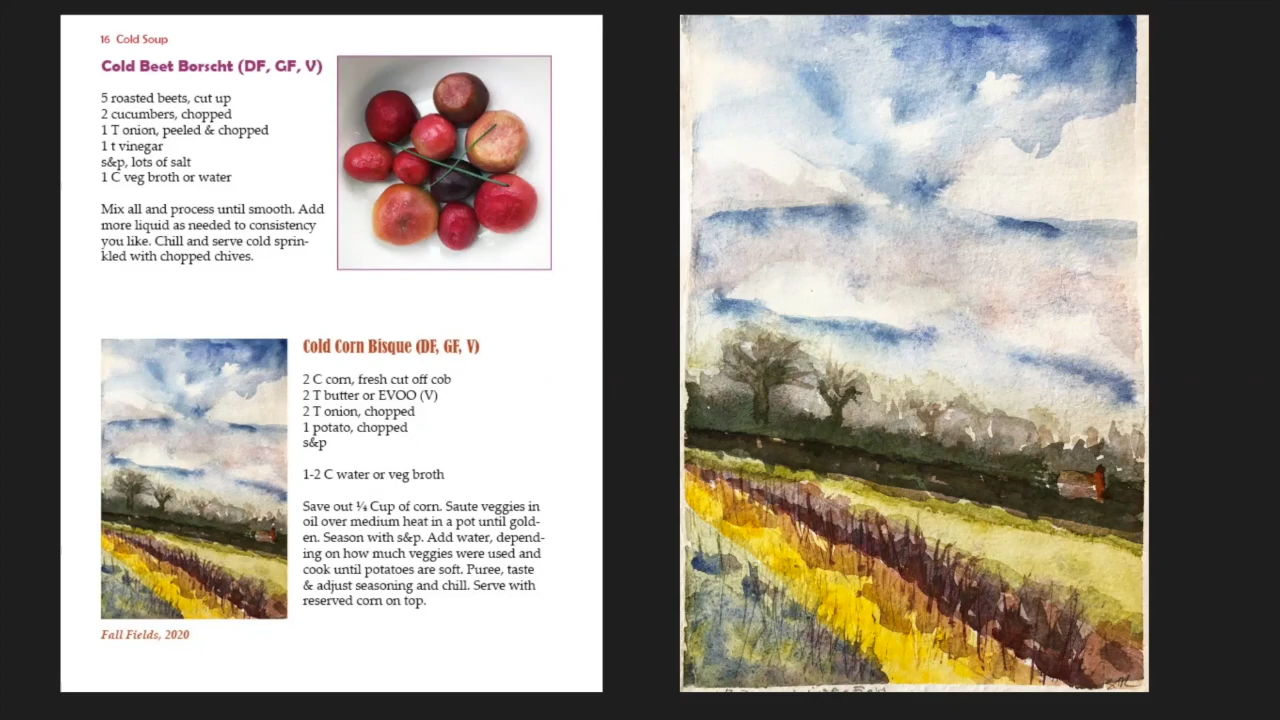 16 Cold Soup
Cold Beet Borscht (DF, GF, V)
5 roasted beets, cut up
2 cucumbers, chopped
1 T onion, peeled & chopped
1 t vinegar
s&p, lots of salt
1 C veg broth or water
Mix all and process until smooth. Add
more liquid as needed to consistency
you like. Chill and serve cold sprin-
kled with chopped chives.
Cold Corn Bisque (DF, GF, V)
2 C corn, fresh cut off cob
2 T butter or EVOO (V)
2 T onion, chopped
1 potato, chopped
s&p
1-2 C water or veg broth
Save out ¼ Cup of corn. Saute veggies in
oil over medium heat in a pot until gold-
en. Season with s&p. Add water, depend-
ing on how much veggies were used and
cook until potatoes are soft. Puree, taste
& adjust seasoning and chill. Serve with
reserved corn on top.
Fall Fields, 2020